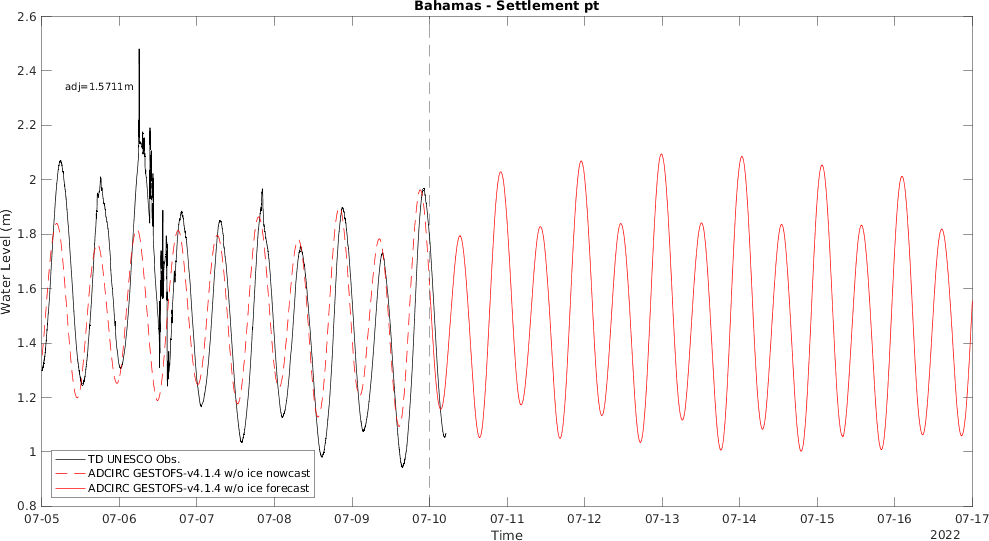 Bahamas - Settlement pt
2.6
2.4
2.2
2
1.8
1.6
1.4
1.2
1
0.8
Water Level (m)
adj=1.5711m
TD UNESCO Obs.
ADCIRC GESTOFS-v4.1.4 w/o ice nowcast
ADCIRC GESTOFS-v4.1.4 w/o ice forecast
07-05 07-06 07-07 07-08 07-09 07-10 07-11 07-12 07-13 07-14 07-15 07-16 07-17
Time
2022